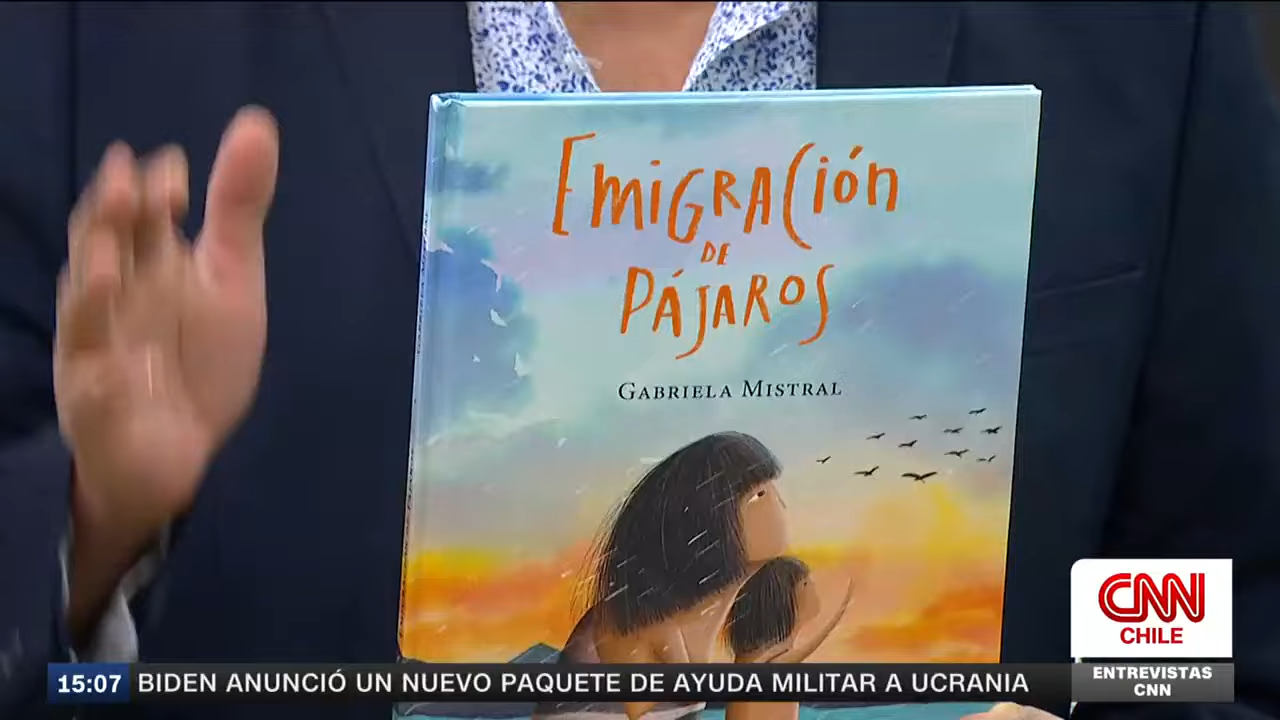 EMIGRACIÓN
DE
PÁJAROS
GABRIELA MISTRAL
CNN
CHILE
15:07 BIDEN ANUNCIÓ UN NUEVO PAQUETE DE AYUDA MILITAR A UCRANIA
ENTREVISTAS
CNN